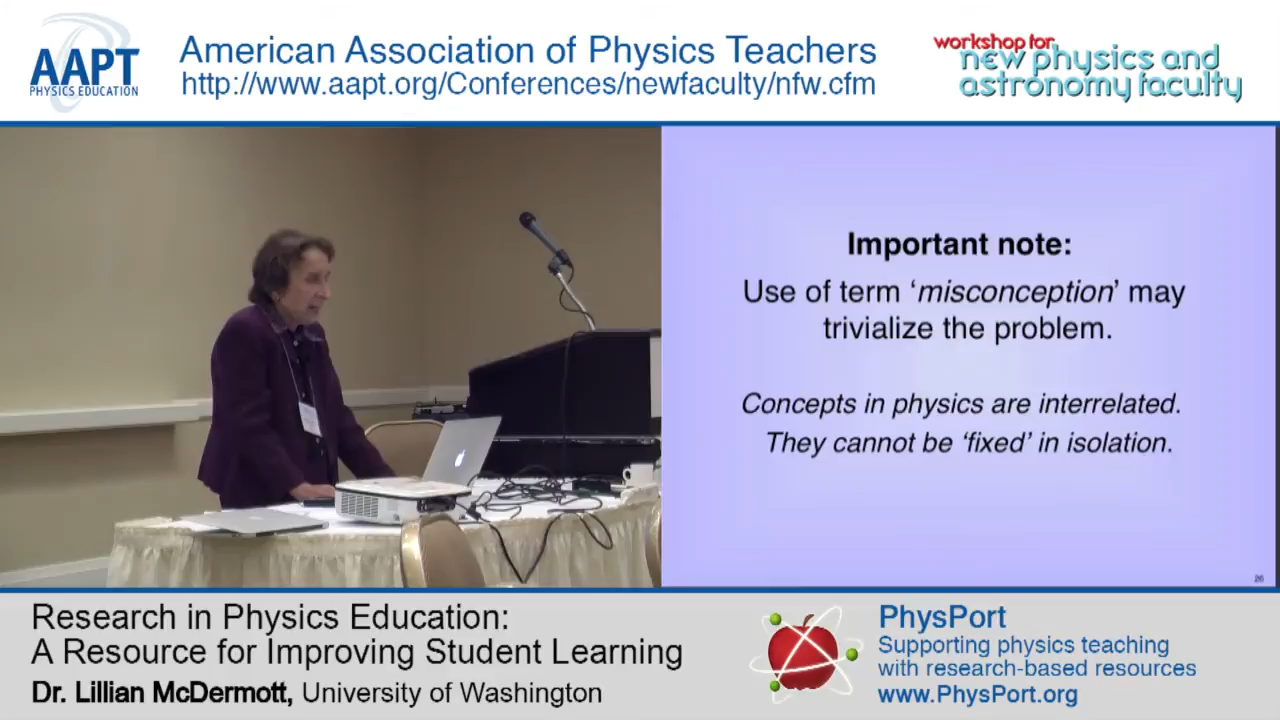 AAPT
PHYSICS EDUCATION
American Association of Physics Teachers
http://www.aapt.org/Conferences/newfaculty/nfw.cfm
workshop for
new physics and
astronomy faculty
Important note:
Use of term ‘misconception’ may
trivialize the problem.
Concepts in physics are interrelated.
They cannot be ‘fixed’ in isolation.
26
Research in Physics Education:
A Resource for Improving Student Learning
Dr. Lillian McDermott, University of Washington
PhysPort
Supporting physics teaching
with research-based resources
www.PhysPort.org